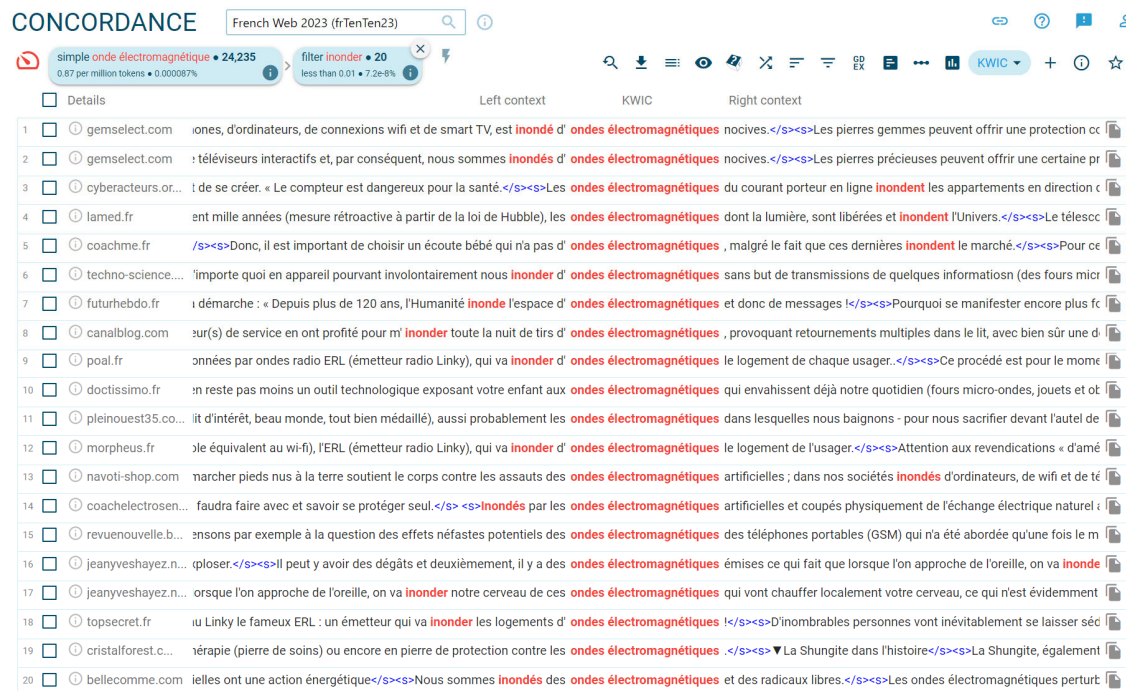 CONCORDANCE French Web 2023 (frTenTen23)
simple onde électromagnétique • 24,235
0.87 per million tokens • 0.000087%
filter inonder • 20
less than 0.01 • 7.2e-8%
GD EX KWIC
Details Left context KWIC Right context
1 gemselect.com ones, d'ordinateurs, de connexions wifi et de smart TV, est inondé d' ondes électromagnétiques nocives.</s><s>Les pierres gemmes peuvent offrir une protection cc
2 gemselect.com téléviseurs interactifs et, par conséquent, nous sommes inondés d' ondes électromagnétiques nocives.</s><s>Les pierres précieuses peuvent offrir une certaine pr
3 cyberacteurs.or... t de se créer. « Le compteur est dangereux pour la santé.</s><s>Les ondes électromagnétiques du courant porteur en ligne inondent les appartements en direction c
4 lamed.fr ent mille années (mesure rétroactive à partir de la loi de Hubble), les ondes électromagnétiques dont la lumière, sont libérées et inondent l'Univers.</s><s>Le télescc
5 coachme.fr /s><s>Donc, il est important de choisir un écoute bébé qui n'a pas d' ondes électromagnétiques , malgré le fait que ces dernières inondent le marché.</s><s>Pour ce
6 techno-science.... 'importe quoi en appareil pourvant involontairement nous inonder d' ondes électromagnétiques sans but de transmissions de quelques informatiosn (des fours micr
7 futurhebdo.fr démarche : « Depuis plus de 120 ans, l'Humanité inonde l'espace d' ondes électromagnétiques et donc de messages !</s><s>Pourquoi se manifester encore plus fc
8 canalblog.com eur(s) de service en ont profité pour m' inonder toute la nuit de tirs d' ondes électromagnétiques , provoquant retournements multiples dans le lit, avec bien sûr une d
9 poal.fr onnées par ondes radio ERL (émetteur radio Linky), qui va inonder d' ondes électromagnétiques le logement de chaque usager..</s><s>Ce procédé est pour le mome
10 doctissimo.fr en reste pas moins un outil technologique exposant votre enfant aux ondes électromagnétiques qui envahissent déjà notre quotidien (fours micro-ondes, jouets et ob
11 pleinouest35.co... it d'intérêt, beau monde, tout bien médaillé), aussi probablement les ondes électromagnétiques dans lesquelles nous baignons - pour nous sacrifier devant l'autel de
12 morpheus.fr ole équivalent au wi-fi), l'ERL (émetteur radio Linky), qui va inonder d' ondes électromagnétiques le logement de l'usager.</s><s>Attention aux revendications « d'amé
13 navoti-shop.com marcher pieds nus à la terre soutient le corps contre les assauts des ondes électromagnétiques artificielles ; dans nos sociétés inondés d'ordinateurs, de wifi et de té
14 coachelectrosen... faudra faire avec et savoir se protéger seul.</s> <s>Inondés par les ondes électromagnétiques artificielles et coupés physiquement de l'échange électrique naturel
15 revuenouvelle.b... ensons par exemple à la question des effets néfastes potentiels des ondes électromagnétiques des téléphones portables (GSM) qui n'a été abordée qu'une fois le m
16 jeanyveshayez.n... xploser.</s><s>Il peut y avoir des dégâts et deuxièmement, il y a des ondes électromagnétiques émises ce qui fait que lorsque l'on approche de l'oreille, on va inonde
17 jeanyveshayez.n... orsque l'on approche de l'oreille, on va inonder notre cerveau de ces ondes électromagnétiques qui vont chauffer localement votre cerveau, ce qui n'est évidemment
18 topsecret.fr u Linky le fameux ERL : un émetteur qui va inonder les logements d' ondes électromagnétiques !</s><s>D'inombrables personnes vont inévitablement se laisser séd
19 cristalforest.c... érapie (pierre de soins) ou encore en pierre de protection contre les ondes électromagnétiques .</s><s>▼La Shungite dans l'histoire</s><s>La Shungite, également
20 bellecomme.com ielles ont une action énergétique</s><s>Nous sommes inondés des ondes électromagnétiques et des radicaux libres.</s><s>Les ondes électromagnétiques perturb